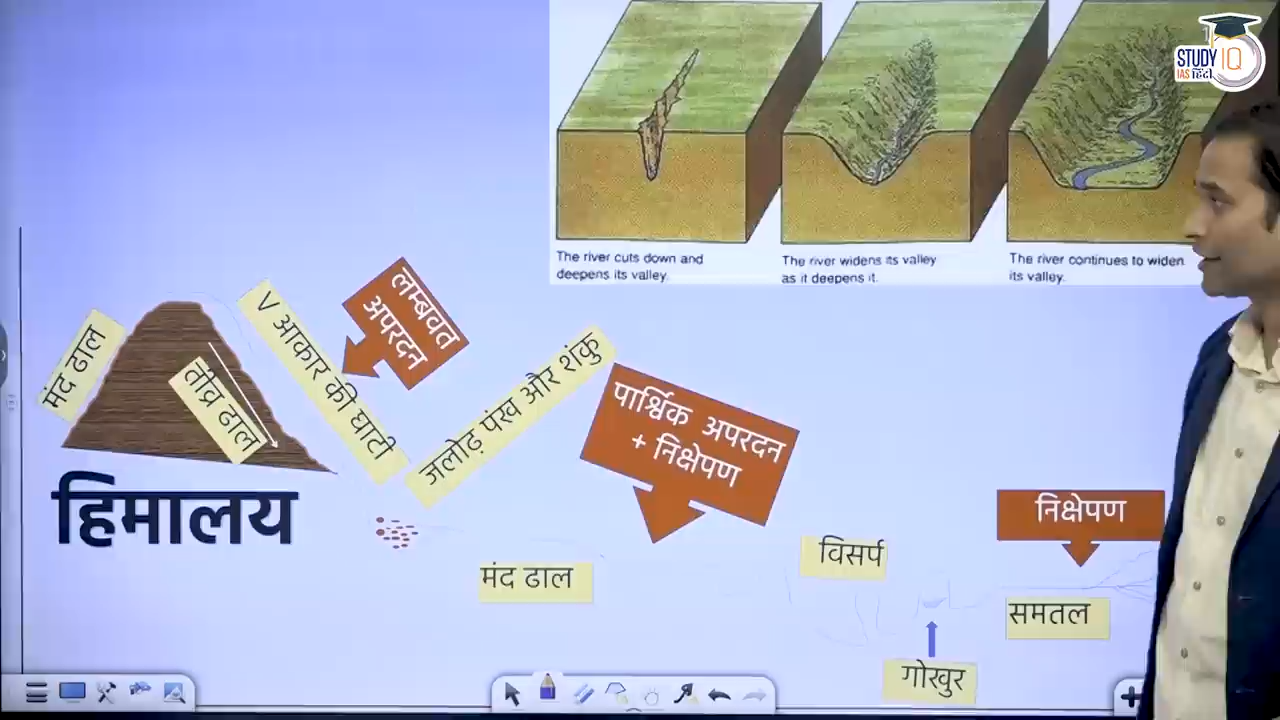 STUDY IQ
IAS हिंदी
The river cuts down and
deepens its valley.
The river widens its valley
as it deepens it.
The river continues to widen
its valley.
मंद ढाल
तीव्र ढाल
V आकार की घाटी
लम्बवत
अपरदन
जलोढ़ पंख और शंकु
पार्श्विक अपरदन
+ निक्षेपण
हिमालय
मंद ढाल
विसर्प
गोखुर
निक्षेपण
समतल